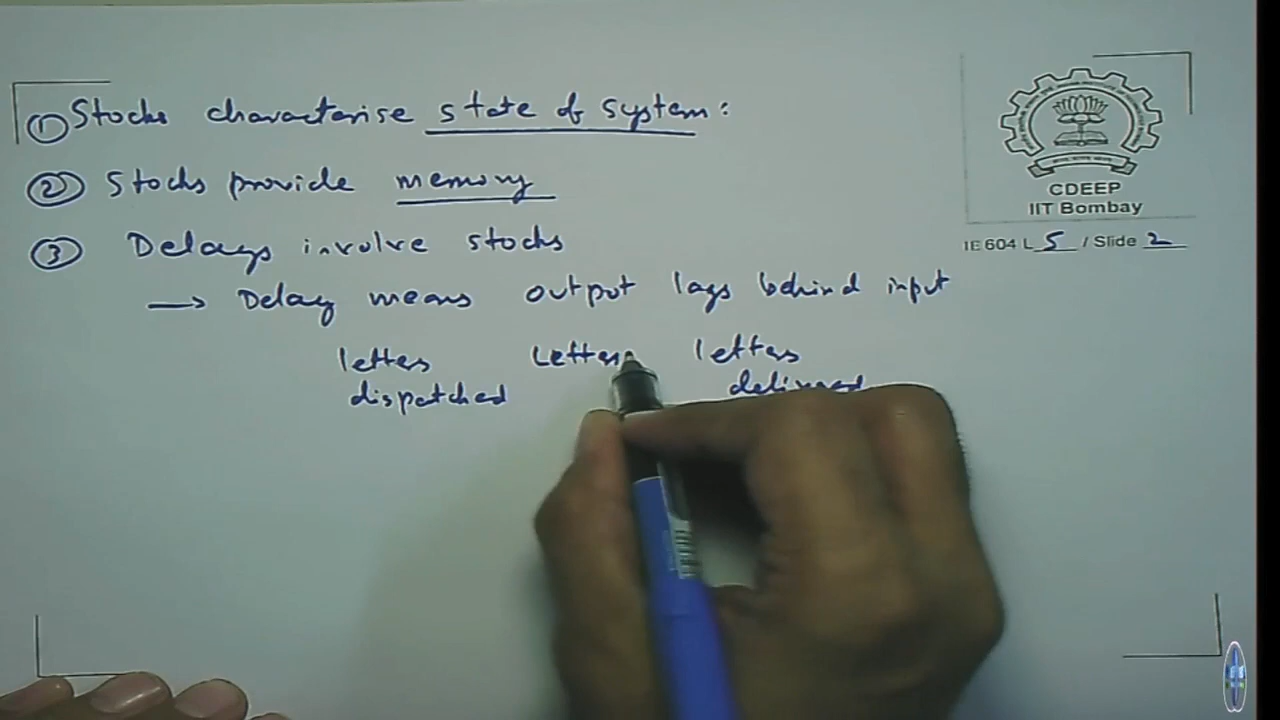 ① Stocks characterise state of system:
② Stocks provide memory
③ Delays involve stocks
→ Delay means output lags behind input
letters Letters letters
dispatched delivered
CDEEP
IIT Bombay
IE 604 L 5 / Slide 2